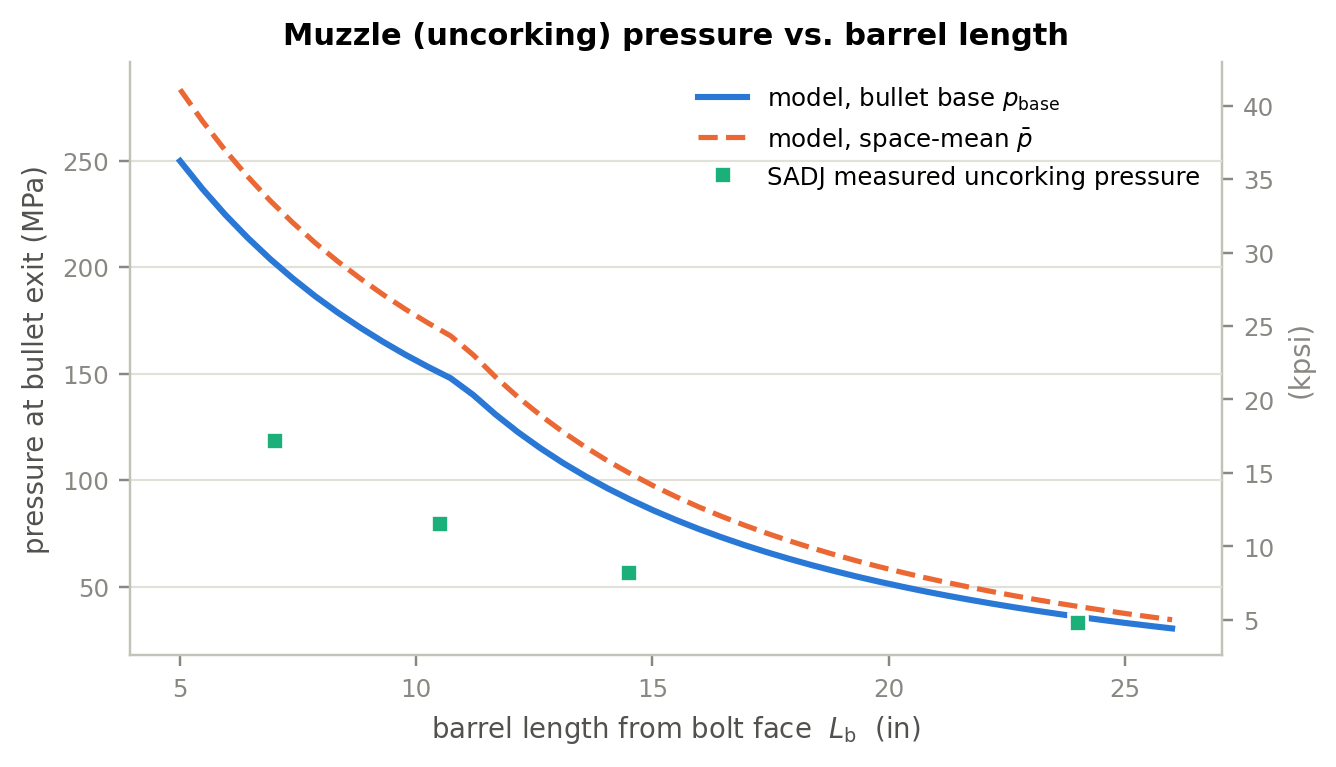 Muzzle (uncorking) pressure vs. barrel length
model, bullet base p_base
model, space-mean p̄
SADJ measured uncorking pressure
pressure at bullet exit (MPa)
250
200
150
100
50
40
35
30
25
20
15
10
5
(kpsi)
5 10 15 20 25
barrel length from bolt face L_b (in)